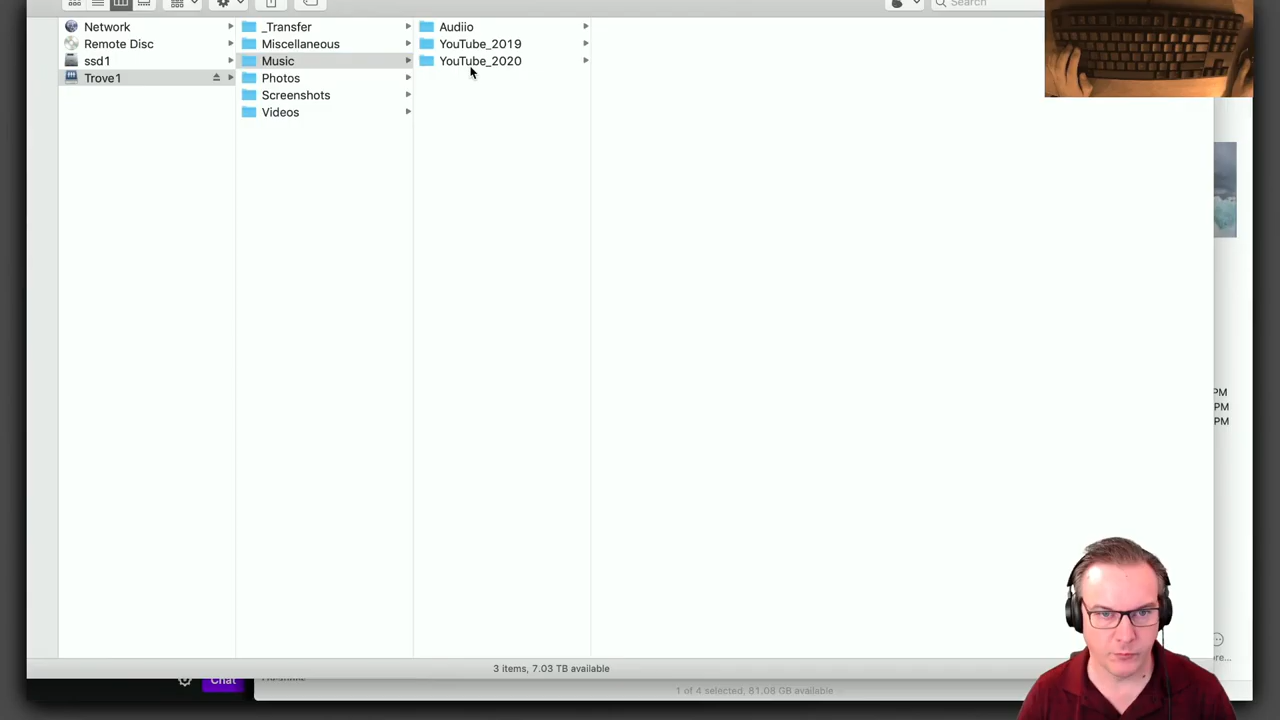 Search
Network
Remote Disc
ssd1
Trove1
_Transfer
Miscellaneous
Music
Photos
Screenshots
Videos
Audiio
YouTube_2019
YouTube_2020
PM
PM
PM
re...
3 items, 7.03 TB available
Chat
1 of 4 selected, 81.08 GB available